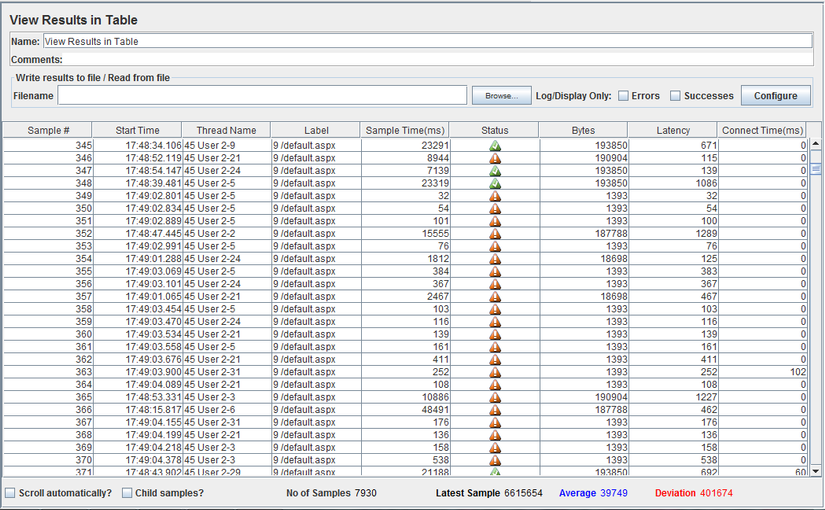 View Results in Table
Name: View Results in Table
Comments:
Write results to file / Read from file
Filename Browse... Log/Display Only: Errors Successes Configure
Sample # Start Time Thread Name Label Sample Time(ms) Status Bytes Latency Connect Time(ms)
345 17:48:34.106 45 User 2-9 9 /default.aspx 23291 193850 671 0
346 17:48:52.119 45 User 2-21 9 /default.aspx 8944 190904 115 0
347 17:48:54.147 45 User 2-24 9 /default.aspx 7139 193850 139 0
348 17:48:39.481 45 User 2-5 9 /default.aspx 23319 193850 1086 0
349 17:49:02.801 45 User 2-5 9 /default.aspx 32 1393 32 0
350 17:49:02.834 45 User 2-5 9 /default.aspx 54 1393 54 0
351 17:49:02.889 45 User 2-5 9 /default.aspx 101 1393 100 0
352 17:48:47.445 45 User 2-2 9 /default.aspx 15555 187788 1289 0
353 17:49:02.991 45 User 2-5 9 /default.aspx 76 1393 76 0
354 17:49:01.288 45 User 2-24 9 /default.aspx 1812 18698 125 0
355 17:49:03.069 45 User 2-5 9 /default.aspx 384 1393 383 0
356 17:49:03.101 45 User 2-24 9 /default.aspx 367 1393 367 0
357 17:49:01.065 45 User 2-21 9 /default.aspx 2467 18698 467 0
358 17:49:03.454 45 User 2-5 9 /default.aspx 103 1393 103 0
359 17:49:03.470 45 User 2-24 9 /default.aspx 116 1393 116 0
360 17:49:03.534 45 User 2-21 9 /default.aspx 139 1393 139 0
361 17:49:03.558 45 User 2-5 9 /default.aspx 161 1393 161 0
362 17:49:03.676 45 User 2-21 9 /default.aspx 411 1393 411 0
363 17:49:03.900 45 User 2-31 9 /default.aspx 252 1393 252 102
364 17:49:04.089 45 User 2-21 9 /default.aspx 108 1393 108 0
365 17:48:53.331 45 User 2-3 9 /default.aspx 10886 190904 1227 0
366 17:48:15.817 45 User 2-6 9 /default.aspx 48491 187788 462 0
367 17:49:04.155 45 User 2-31 9 /default.aspx 176 1393 176 0
368 17:49:04.199 45 User 2-21 9 /default.aspx 136 1393 136 0
369 17:49:04.218 45 User 2-3 9 /default.aspx 158 1393 158 0
370 17:49:04.378 45 User 2-3 9 /default.aspx 538 1393 538 0
371 17:48:43.902 45 User 2-29 9 /default.aspx 21188 193850 692 60
Scroll automatically? Child samples? No of Samples 7930 Latest Sample 6615654 Average 39749 Deviation 401674